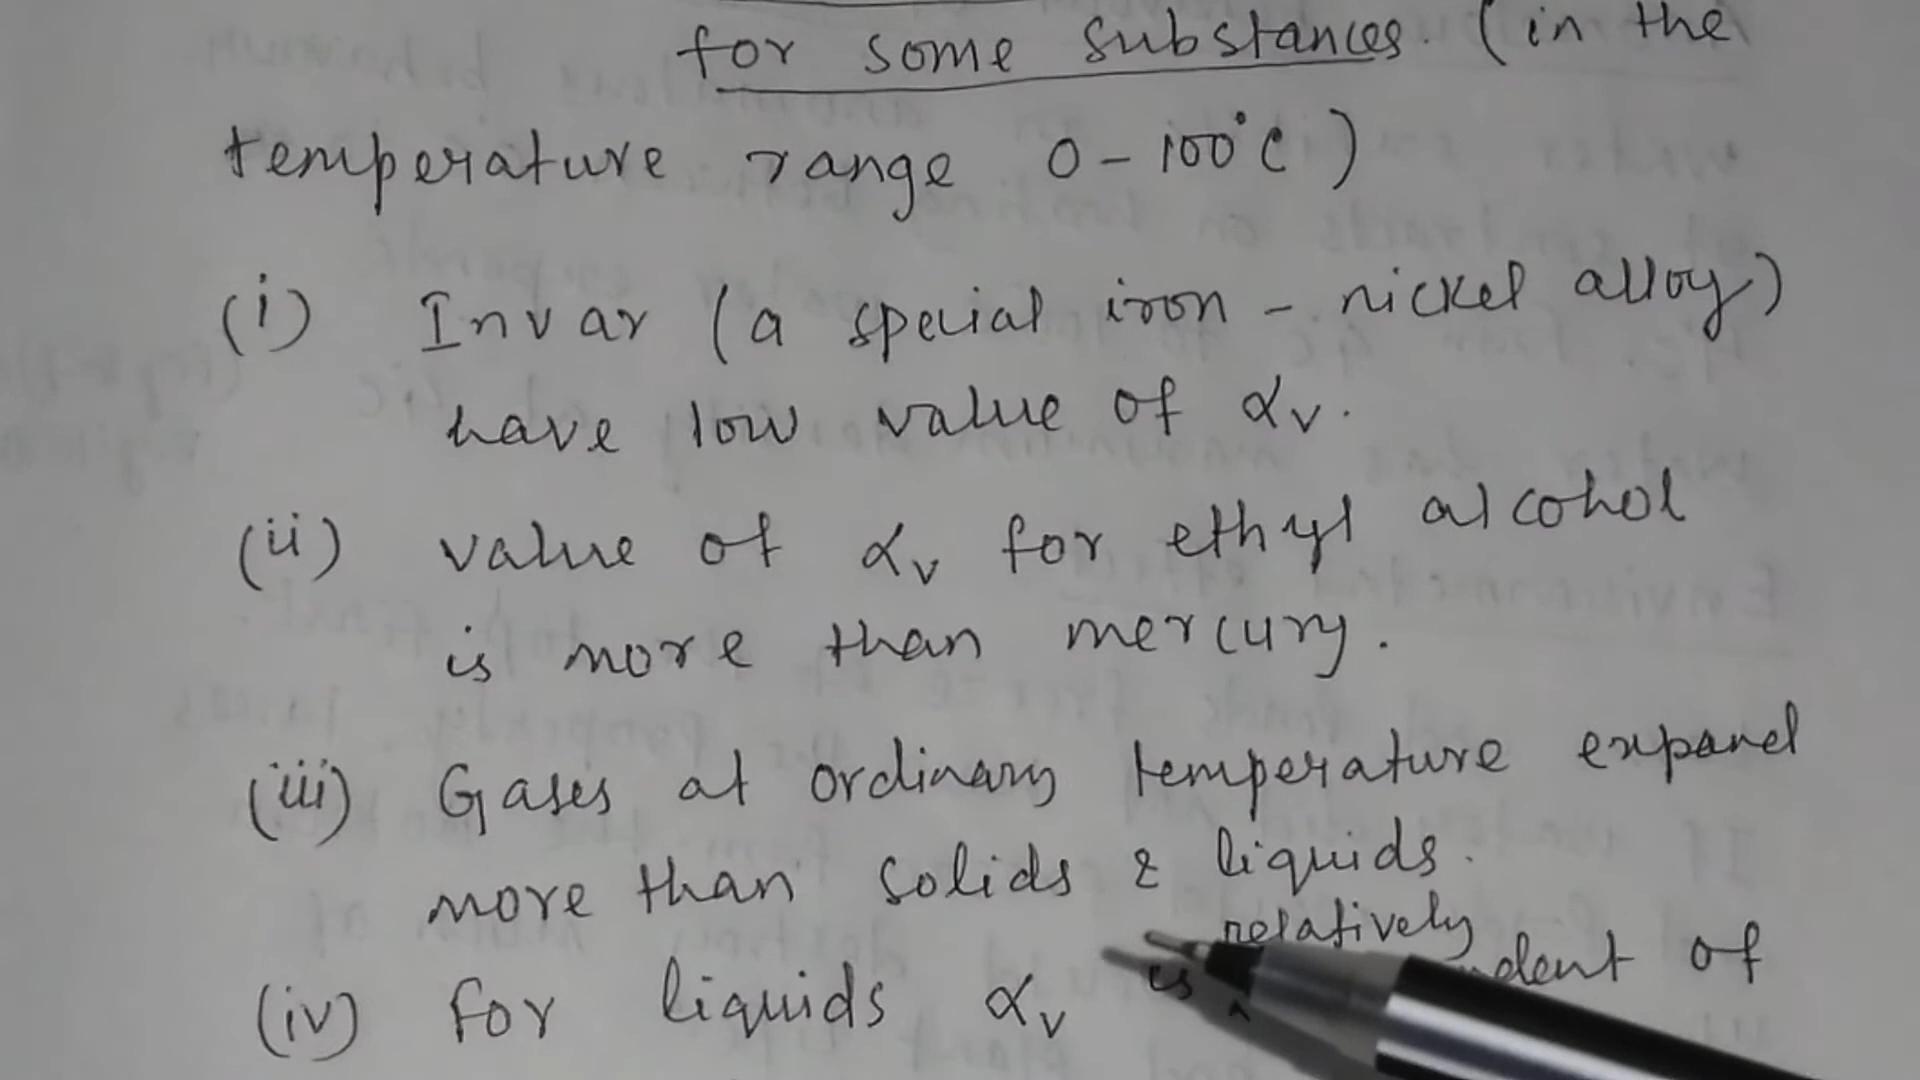 for some substances. (in the
temperature range 0-100°C)
(i) Invar (a special iron - nickel alloy)
have low value of αv.
(ii) value of αv for ethyl alcohol
is more than mercury.
(iii) Gases at ordinary temperature expand
more than solids & liquids.
relatively
(iv) For liquids αv is ^ of